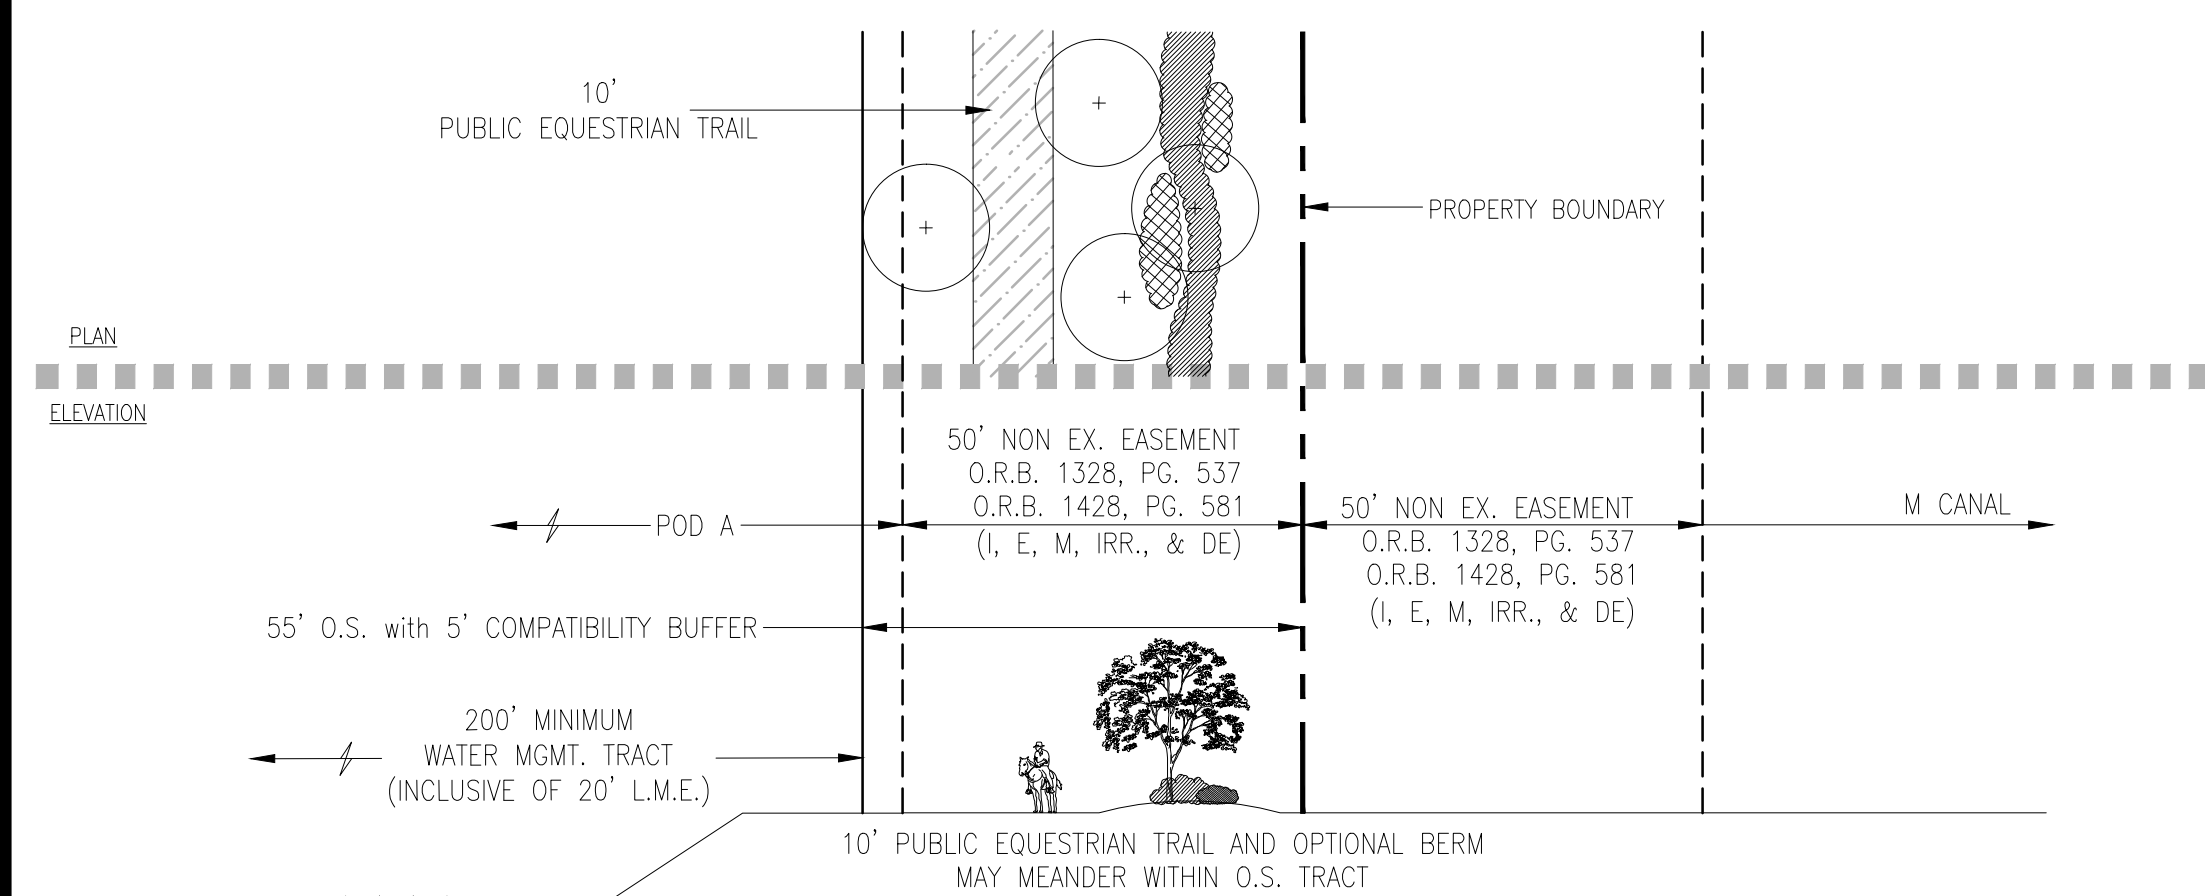 10'
PUBLIC EQUESTRIAN TRAIL
PROPERTY BOUNDARY
PLAN
ELEVATION
50' NON EX. EASEMENT
O.R.B. 1328, PG. 537
O.R.B. 1428, PG. 581
(I, E, M, IRR., & DE)
POD A
50' NON EX. EASEMENT
O.R.B. 1328, PG. 537
O.R.B. 1428, PG. 581
(I, E, M, IRR., & DE)
M CANAL
55' O.S. with 5' COMPATIBILITY BUFFER
200' MINIMUM
WATER MGMT. TRACT
(INCLUSIVE OF 20' L.M.E.)
10' PUBLIC EQUESTRIAN TRAIL AND OPTIONAL BERM
MAY MEANDER WITHIN O.S. TRACT